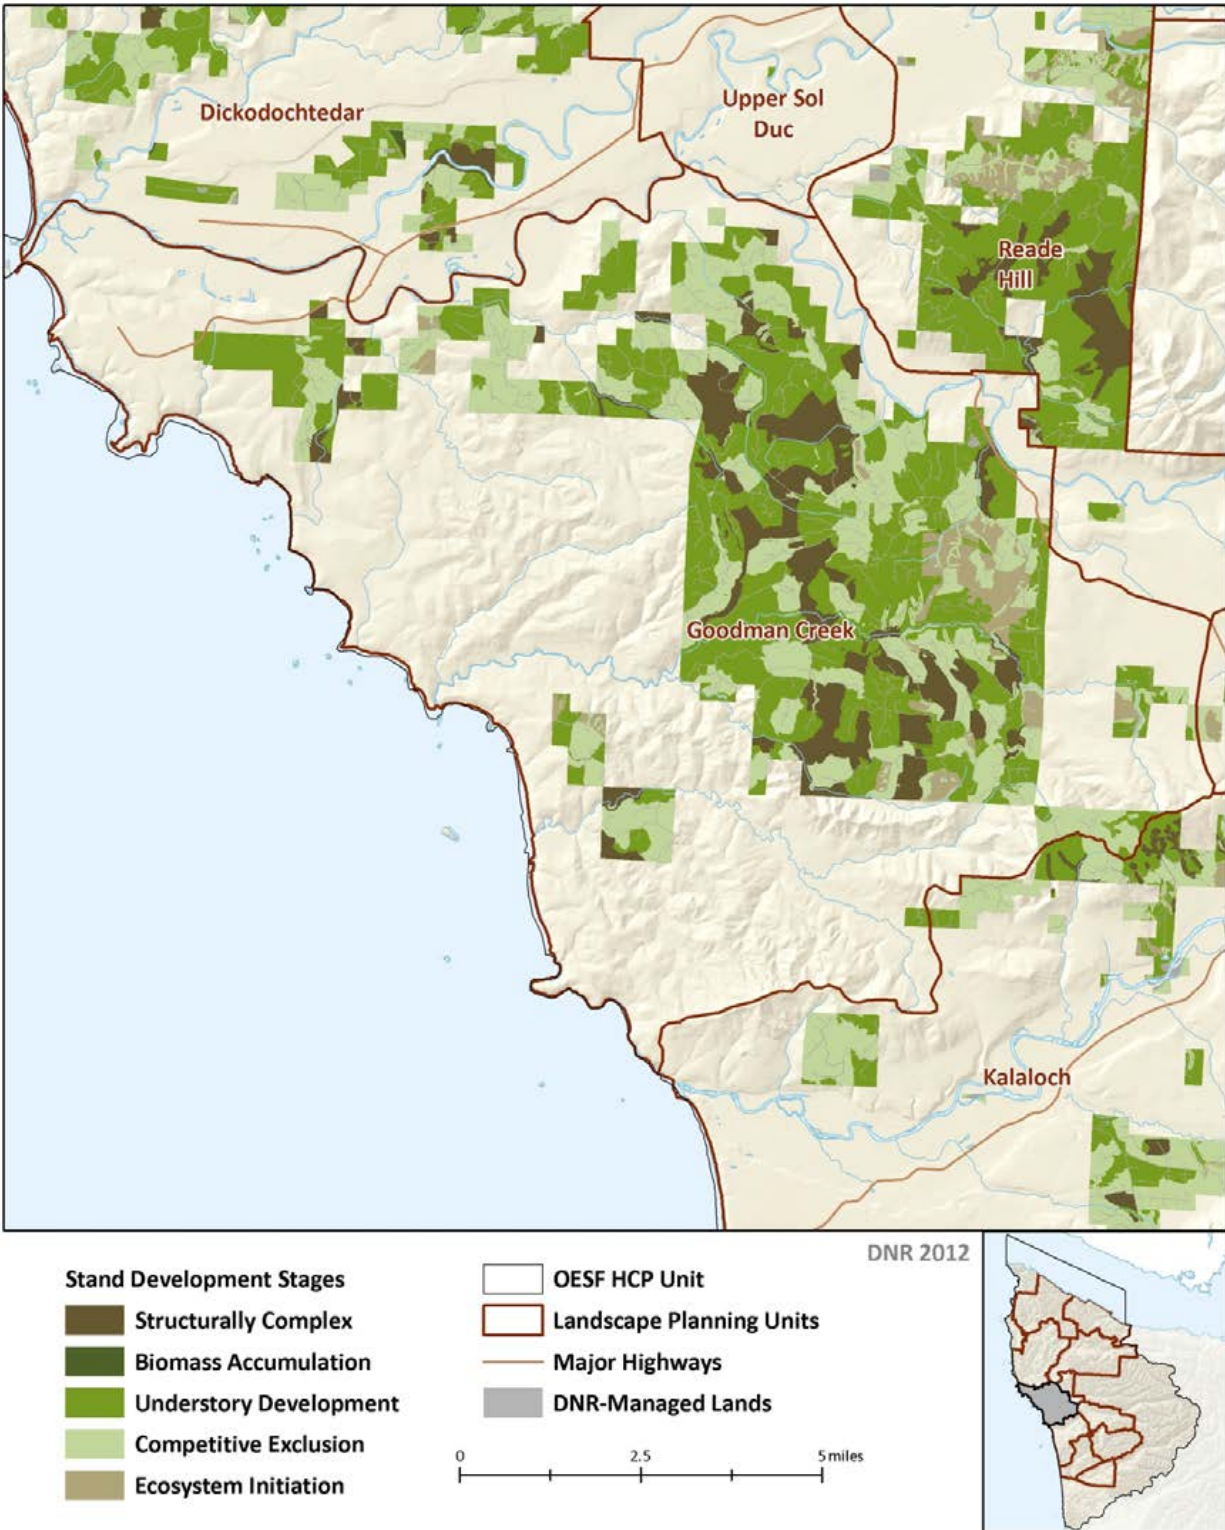 Dickodochtedar
Upper Sol
Duc
Reade
Hill
Goodman Creek
Kalaloch
DNR 2012
Stand Development Stages
Structurally Complex
Biomass Accumulation
Understory Development
Competitive Exclusion
Ecosystem Initiation
OESF HCP Unit
Landscape Planning Units
Major Highways
DNR-Managed Lands
0 2.5 5 miles